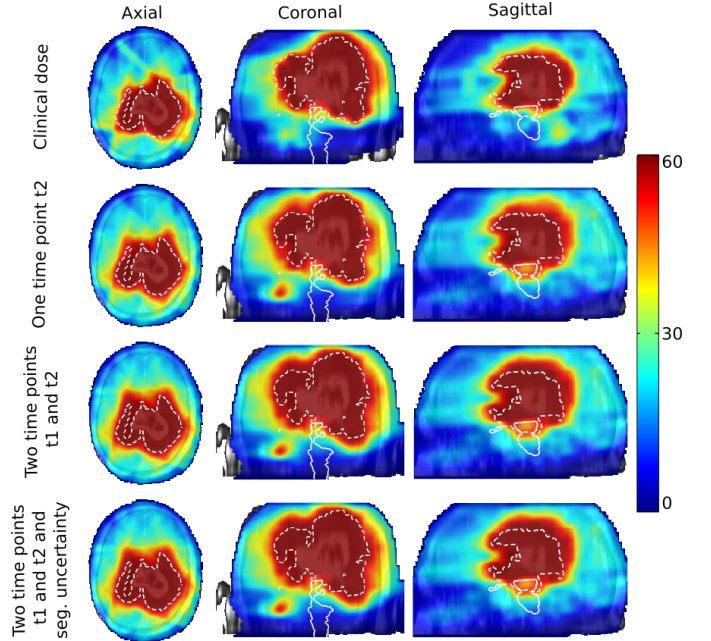 Axial
Coronal
Sagittal
Clinical dose
One time point t2
Two time points
t1 and t2
Two time points
t1 and t2 and
seg. uncertainty
60
30
0